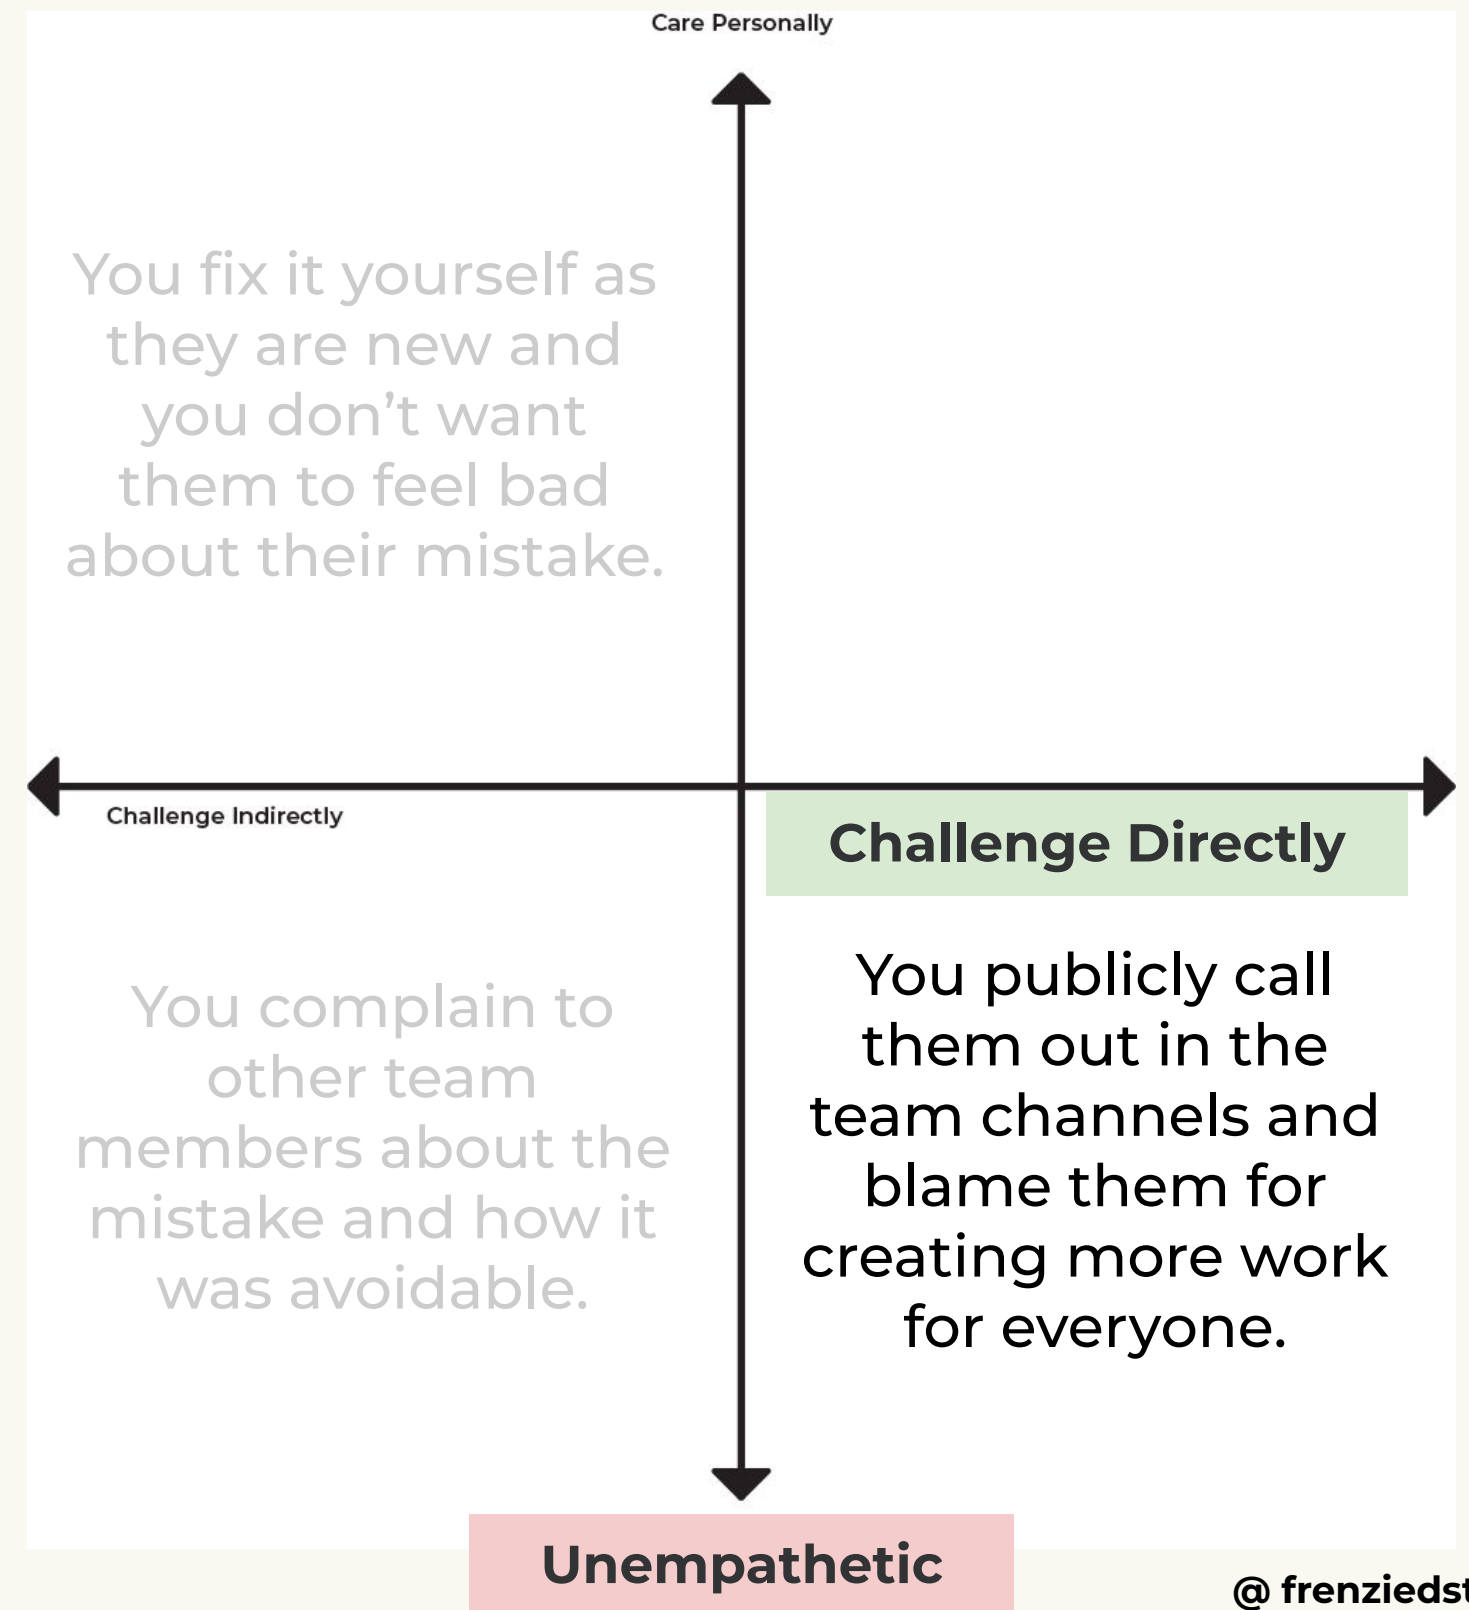 Care Personally
You fix it yourself as
they are new and
you don’t want
them to feel bad
about their mistake.
Challenge Indirectly
Challenge Directly
You complain to
other team
members about the
mistake and how it
was avoidable.
You publicly call
them out in the
team channels and
blame them for
creating more work
for everyone.
Unempathetic
@ frenziedst